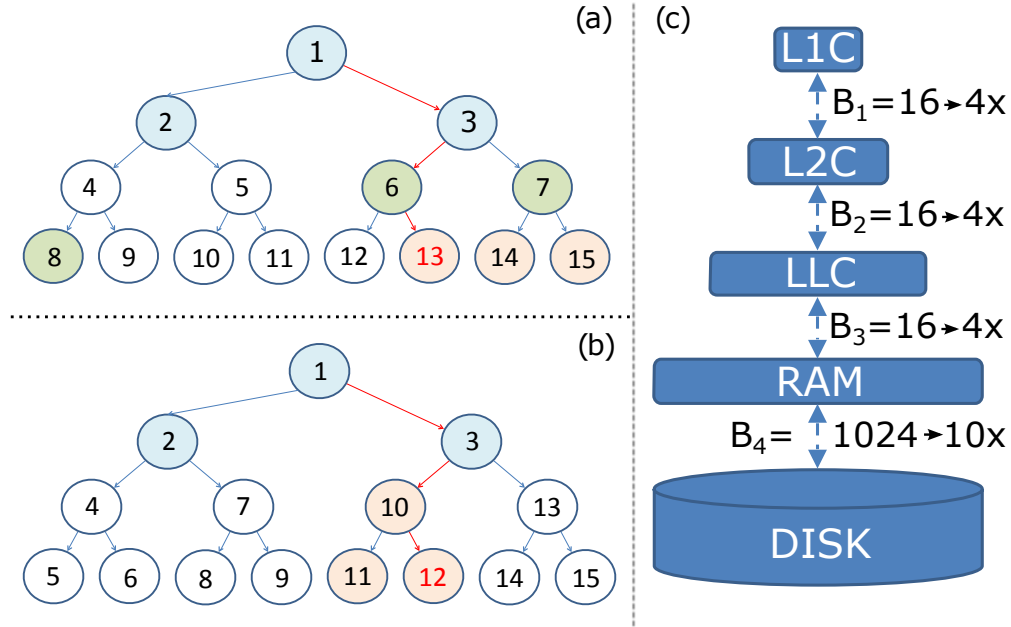 (a)
1
2 3
4 5 6 7
8 9 10 11 12 13 14 15
(b)
1
2 3
4 7 10 13
5 6 8 9 11 12 14 15
(c)
L1C
B₁=16➛4x
L2C
B₂=16➛4x
LLC
B₃=16➛4x
RAM
B₄= 1024➛10x
DISK